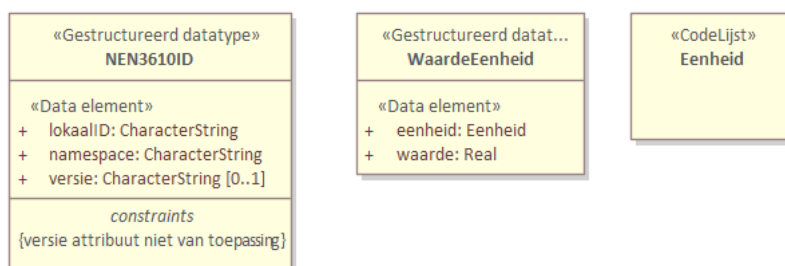 «Gestructureerd datatype»
NEN3610ID
«Data element»
+ lokaalID: CharacterString
+ namespace: CharacterString
+ versie: CharacterString [0..1]
constraints
{versie attribuut niet van toepassing}
«Gestructureerd datat...
WaardeEenheid
«Data element»
+ eenheid: Eenheid
+ waarde: Real
«CodeLijst»
Eenheid